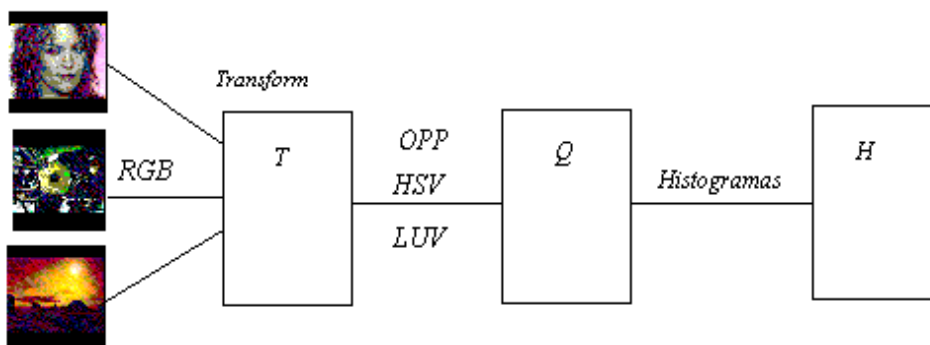 Transform
RGB
T
OPP
HSV
LUV
Q
Histogramas
H